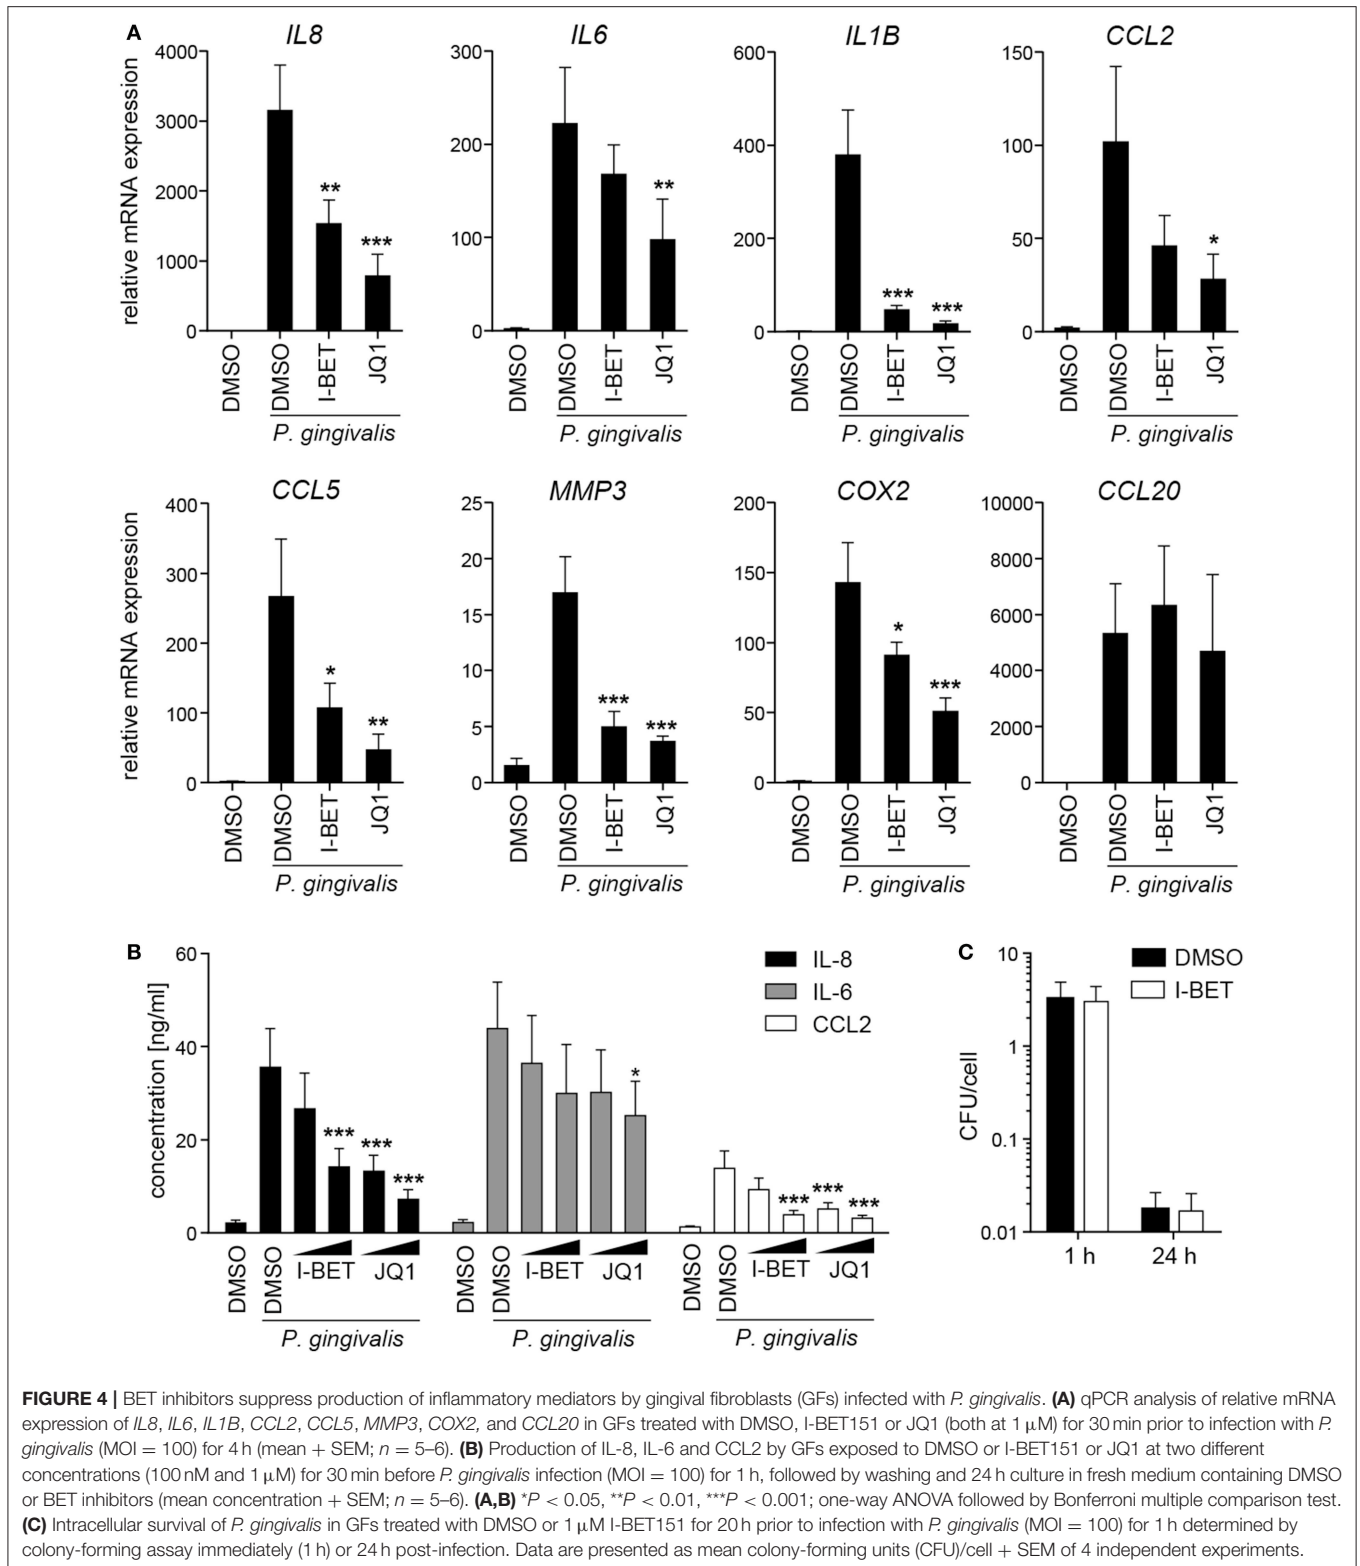 A
IL8
IL6
IL1B
CCL2
relative mRNA expression
4000
3000
2000
1000
0
**
***
DMSO
DMSO
I-BET
JQ1
P. gingivalis
300
200
100
0
**
DMSO
DMSO
I-BET
JQ1
P. gingivalis
600
400
200
0
***
***
DMSO
DMSO
I-BET
JQ1
P. gingivalis
150
100
50
0
*
DMSO
DMSO
I-BET
JQ1
P. gingivalis
CCL5
MMP3
COX2
CCL20
relative mRNA expression
400
300
200
100
0
*
**
DMSO
DMSO
I-BET
JQ1
P. gingivalis
25
20
15
10
5
0
***
***
DMSO
DMSO
I-BET
JQ1
P. gingivalis
200
150
100
50
0
*
***
DMSO
DMSO
I-BET
JQ1
P. gingivalis
10000
8000
6000
4000
2000
0
DMSO
DMSO
I-BET
JQ1
P. gingivalis
B
concentration [ng/ml]
60
40
20
0
IL-8
IL-6
CCL2
***
***
***
*
***
***
***
DMSO
DMSO
I-BET
JQ1
P. gingivalis
DMSO
DMSO
I-BET
JQ1
P. gingivalis
DMSO
DMSO
I-BET
JQ1
P. gingivalis
C
CFU/cell
10
1
0.1
0.01
DMSO
I-BET
1 h
24 h
FIGURE 4 | BET inhibitors suppress production of inflammatory mediators by gingival fibroblasts (GFs) infected with P. gingivalis. (A) qPCR analysis of relative mRNA
expression of IL8, IL6, IL1B, CCL2, CCL5, MMP3, COX2, and CCL20 in GFs treated with DMSO, I-BET151 or JQ1 (both at 1 µM) for 30 min prior to infection with P.
gingivalis (MOI = 100) for 4 h (mean + SEM; n = 5–6). (B) Production of IL-8, IL-6 and CCL2 by GFs exposed to DMSO or I-BET151 or JQ1 at two different
concentrations (100 nM and 1 µM) for 30 min before P. gingivalis infection (MOI = 100) for 1 h, followed by washing and 24 h culture in fresh medium containing DMSO
or BET inhibitors (mean concentration + SEM; n = 5–6). (A,B) *P < 0.05, **P < 0.01, ***P < 0.001; one-way ANOVA followed by Bonferroni multiple comparison test.
(C) Intracellular survival of P. gingivalis in GFs treated with DMSO or 1 µM I-BET151 for 20 h prior to infection with P. gingivalis (MOI = 100) for 1 h determined by
colony-forming assay immediately (1 h) or 24 h post-infection. Data are presented as mean colony-forming units (CFU)/cell + SEM of 4 independent experiments.